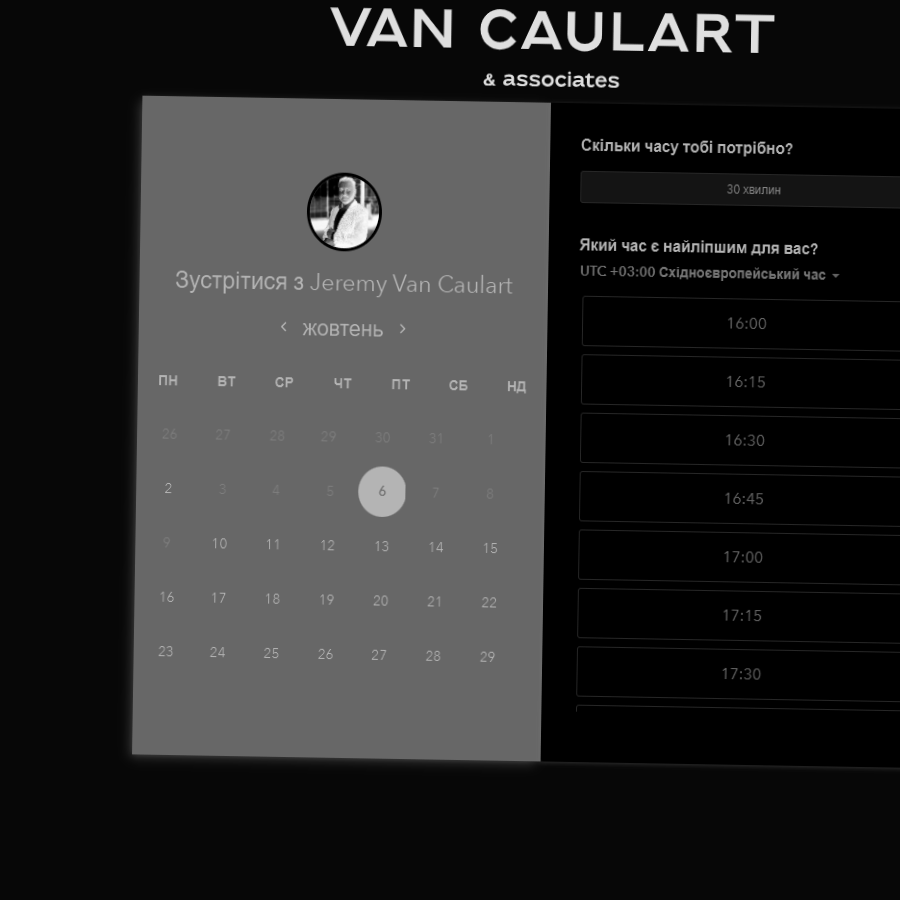 VAN CAULART
& associates
Зустрітися з Jeremy Van Caulart
жовтень
ПН ВТ СР ЧТ ПТ СБ НД
26 27 28 29 30 31 1
2 3 4 5 6 7 8
9 10 11 12 13 14 15
16 17 18 19 20 21 22
23 24 25 26 27 28 29
Скільки часу тобі потрібно?
30 хвилин
Який час є найліпшим для вас?
UTC +03:00 Східноєвропейський час
16:00
16:15
16:30
16:45
17:00
17:15
17:30